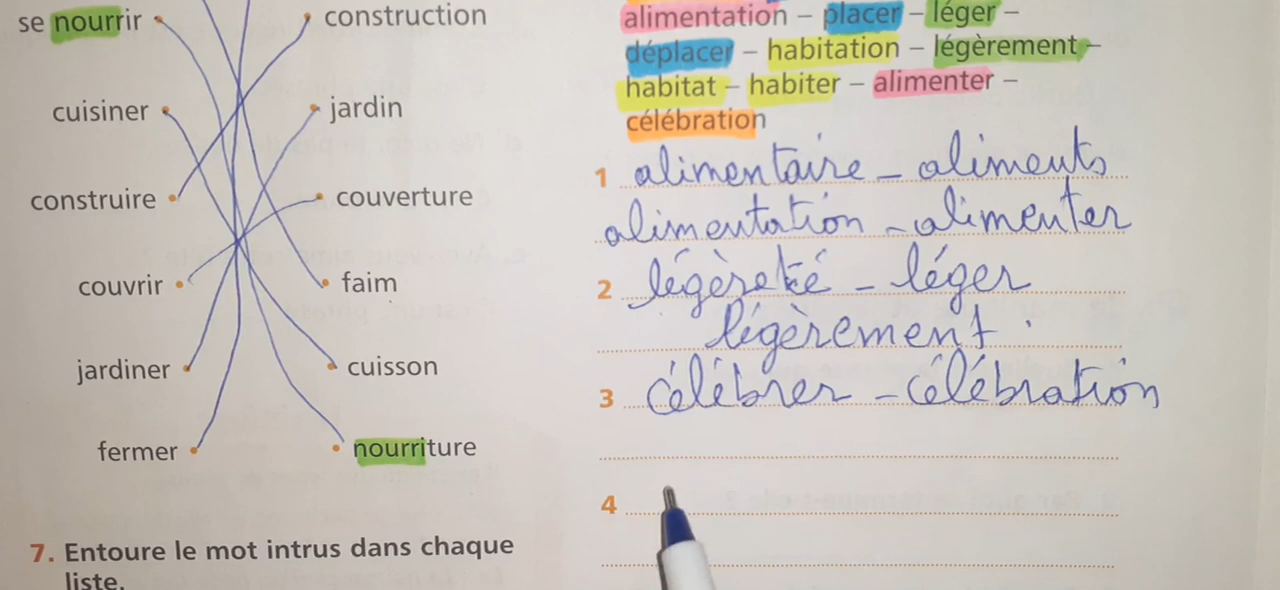 se nourrir
construction
cuisiner
jardin
construire
couverture
couvrir
faim
jardiner
cuisson
fermer
nourriture
7. Entoure le mot intrus dans chaque
liste.
alimentation – placer – léger –
déplacer – habitation – légèrement –
habitat – habiter – alimenter –
célébration
1 alimentaire – aliments
alimentation – alimenter
2 légèreté – léger
légèrement .
3 célébrer – célébration
4